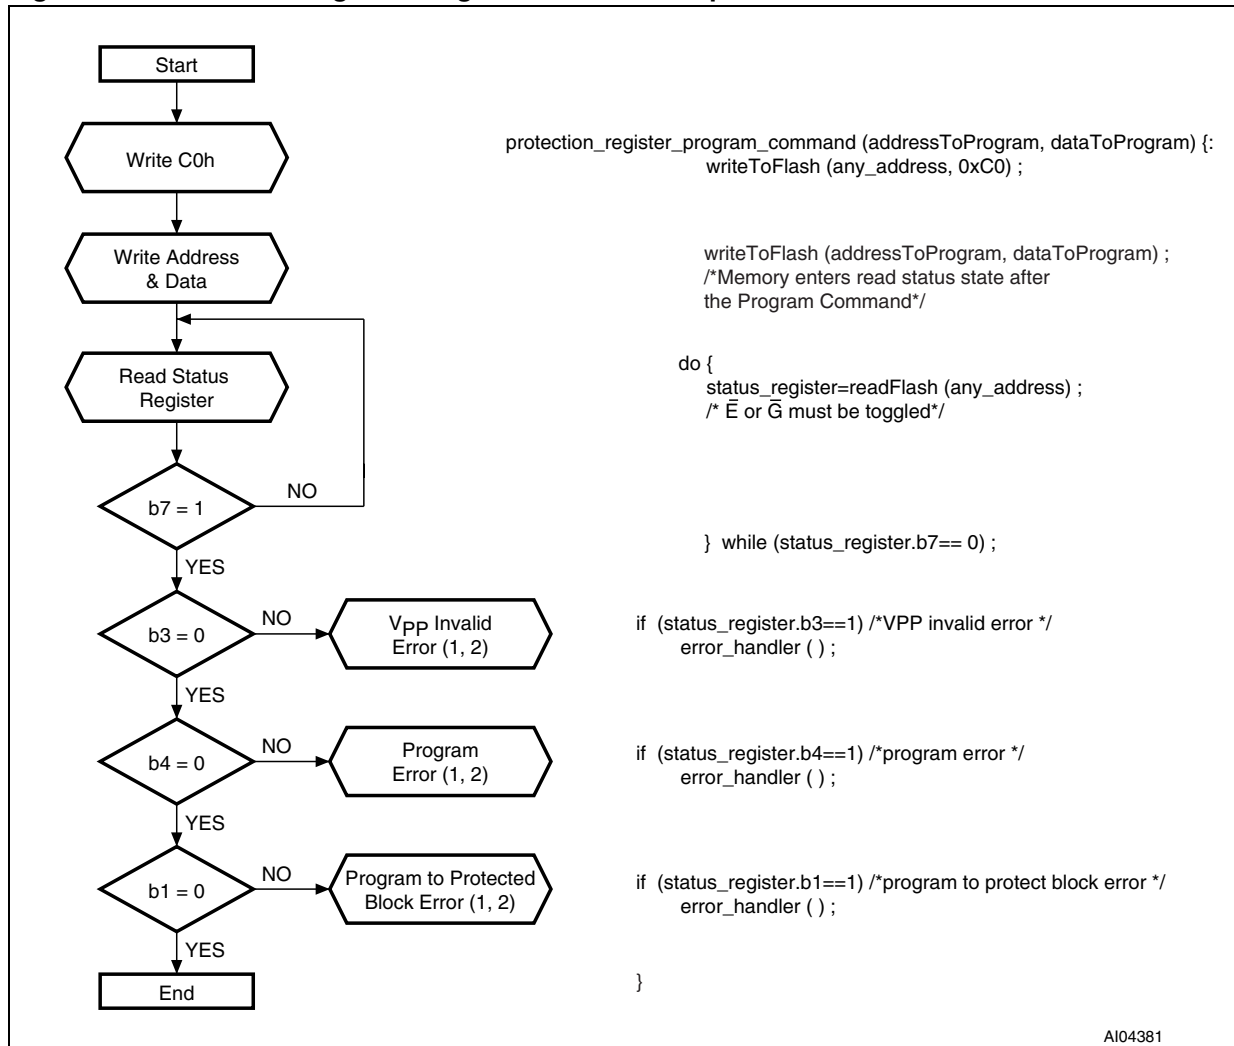 Start
Write C0h
protection_register_program_command (addressToProgram, dataToProgram) {:
writeToFlash (any_address, 0xC0) ;
Write Address
& Data
writeToFlash (addressToProgram, dataToProgram) ;
/*Memory enters read status state after
the Program Command*/
Read Status
Register
do {
status_register=readFlash (any_address) ;
/* E̅ or G̅ must be toggled*/
b7 = 1
NO
YES
} while (status_register.b7== 0) ;
b3 = 0
NO
YES
VPP Invalid
Error (1, 2)
if (status_register.b3==1) /*VPP invalid error */
error_handler ( ) ;
b4 = 0
NO
YES
Program
Error (1, 2)
if (status_register.b4==1) /*program error */
error_handler ( ) ;
b1 = 0
NO
YES
Program to Protected
Block Error (1, 2)
if (status_register.b1==1) /*program to protect block error */
error_handler ( ) ;
End
}
AI04381